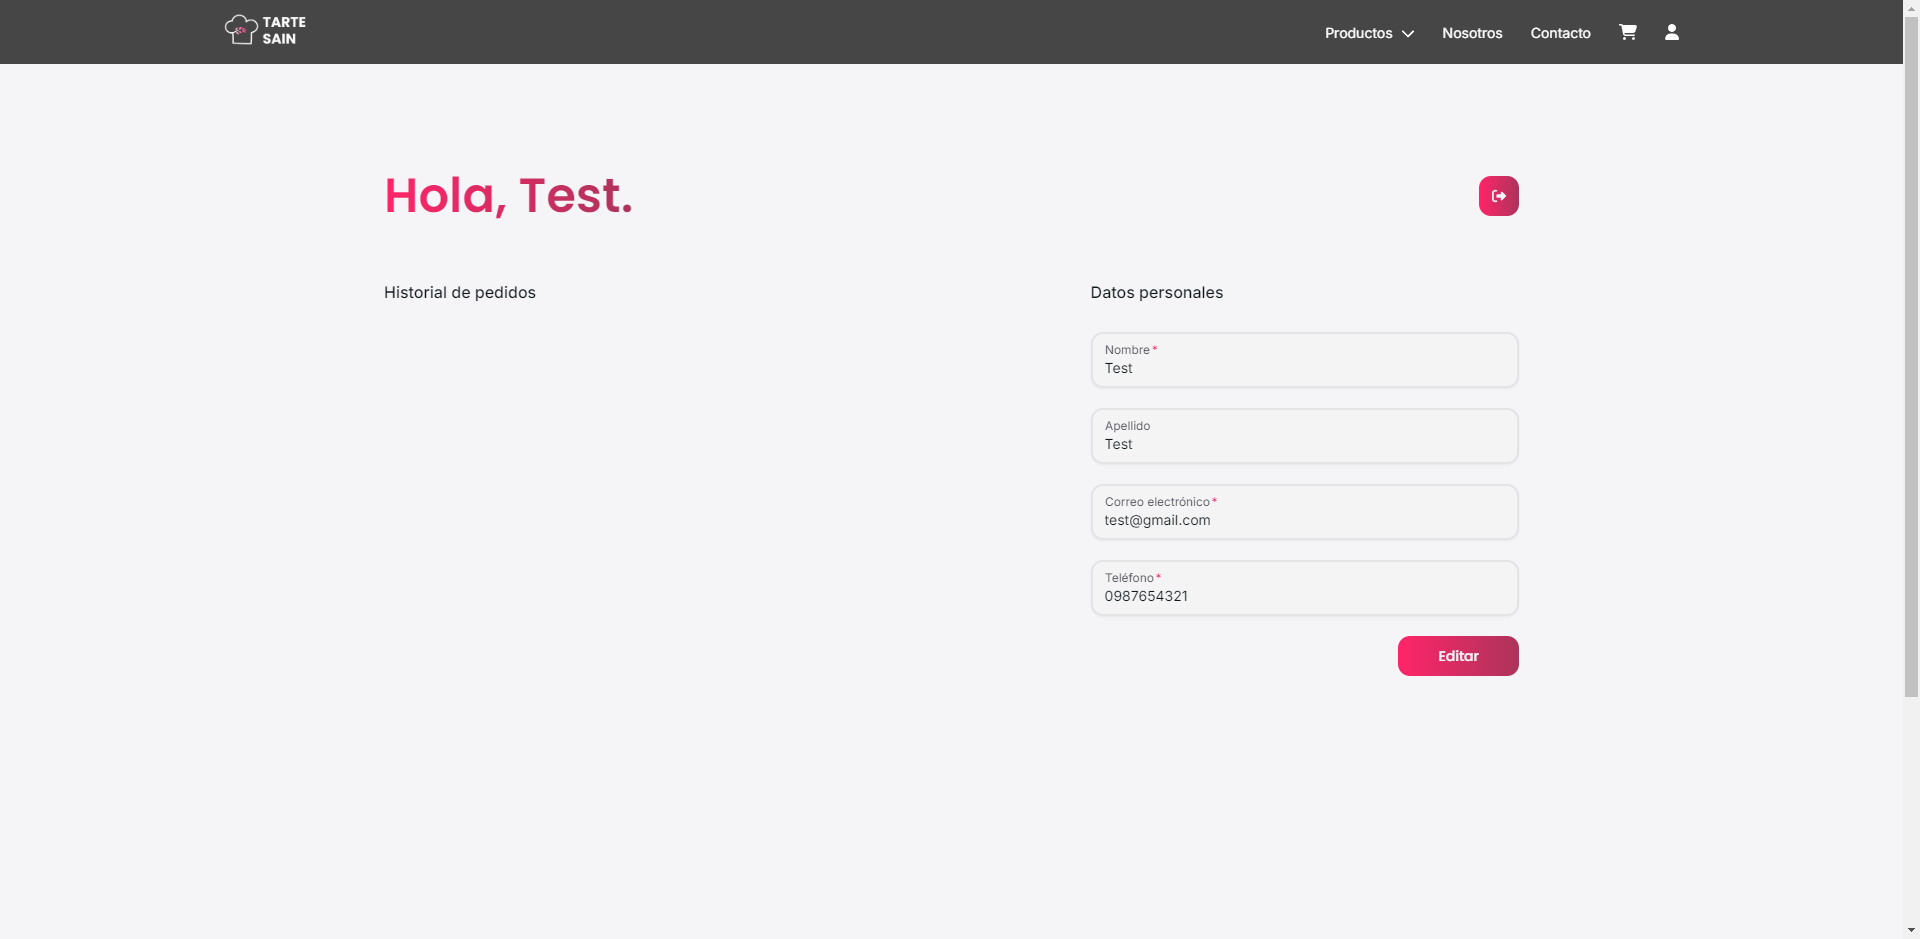 TARTE
SAIN
Productos
Nosotros
Contacto
Hola, Test.
Historial de pedidos
Datos personales
Nombre*
Test
Apellido
Test
Correo electrónico*
test@gmail.com
Teléfono*
0987654321
Editar